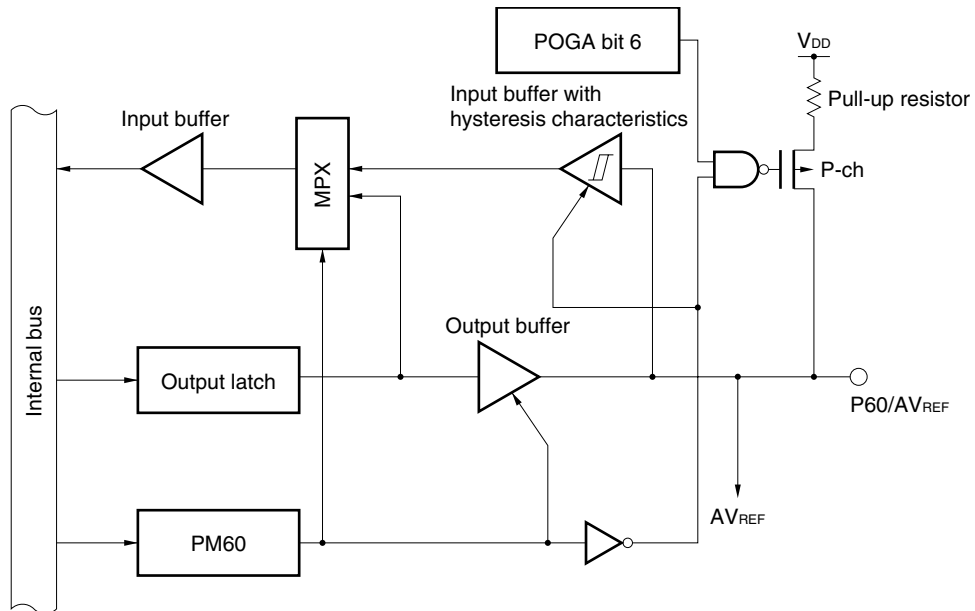 POGA bit 6
VDD
Pull-up resistor
Input buffer with
hysteresis characteristics
Input buffer
MPX
P-ch
Internal bus
Output buffer
Output latch
P60/AVREF
AVREF
PM60